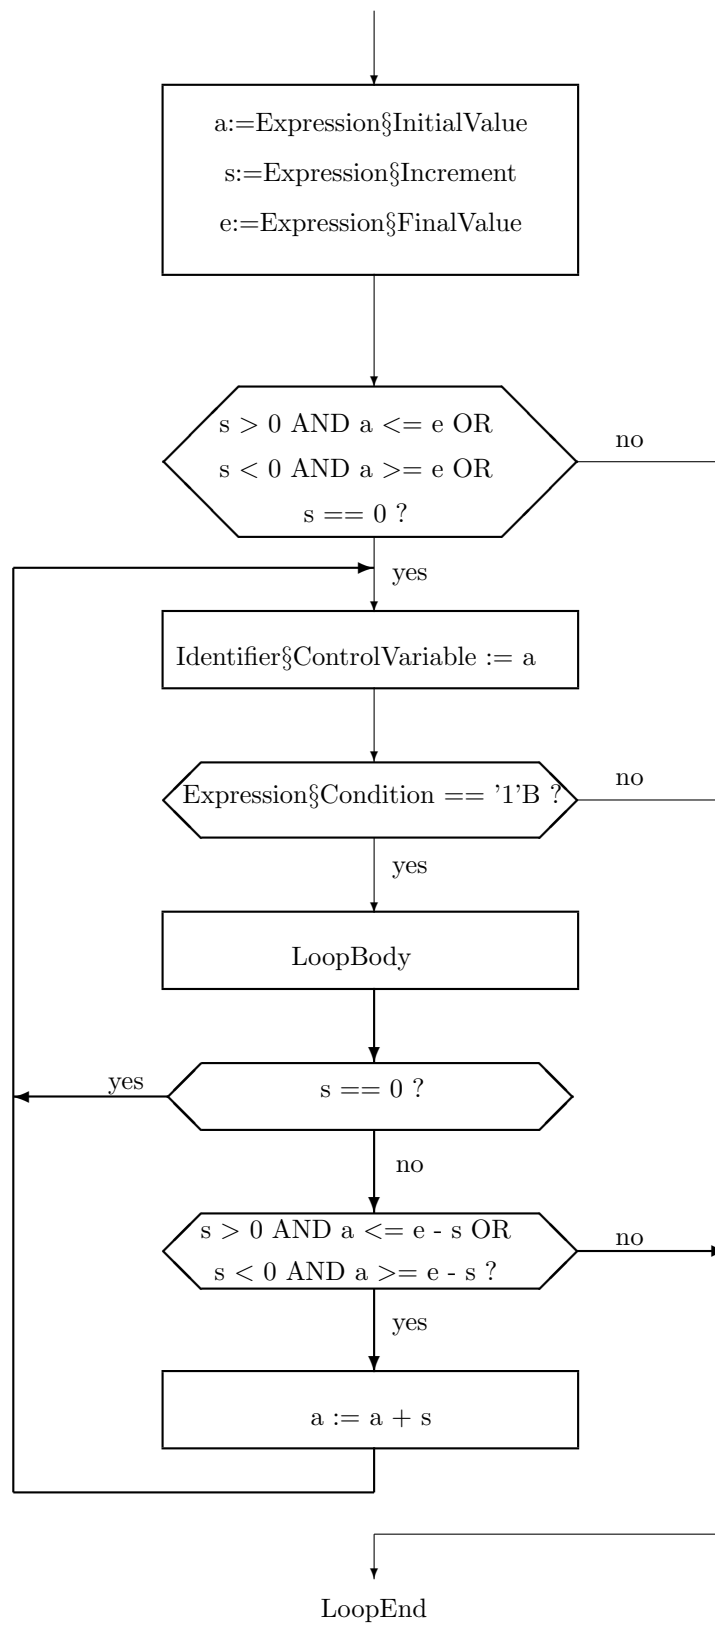 a:=Expression§InitialValue
s:=Expression§Increment
e:=Expression§FinalValue
s > 0 AND a <= e OR
s < 0 AND a >= e OR
s == 0 ?
no
yes
Identifier§ControlVariable := a
Expression§Condition == '1'B ?
no
yes
LoopBody
s == 0 ?
yes
no
s > 0 AND a <= e - s OR
s < 0 AND a >= e - s ?
no
yes
a := a + s
LoopEnd